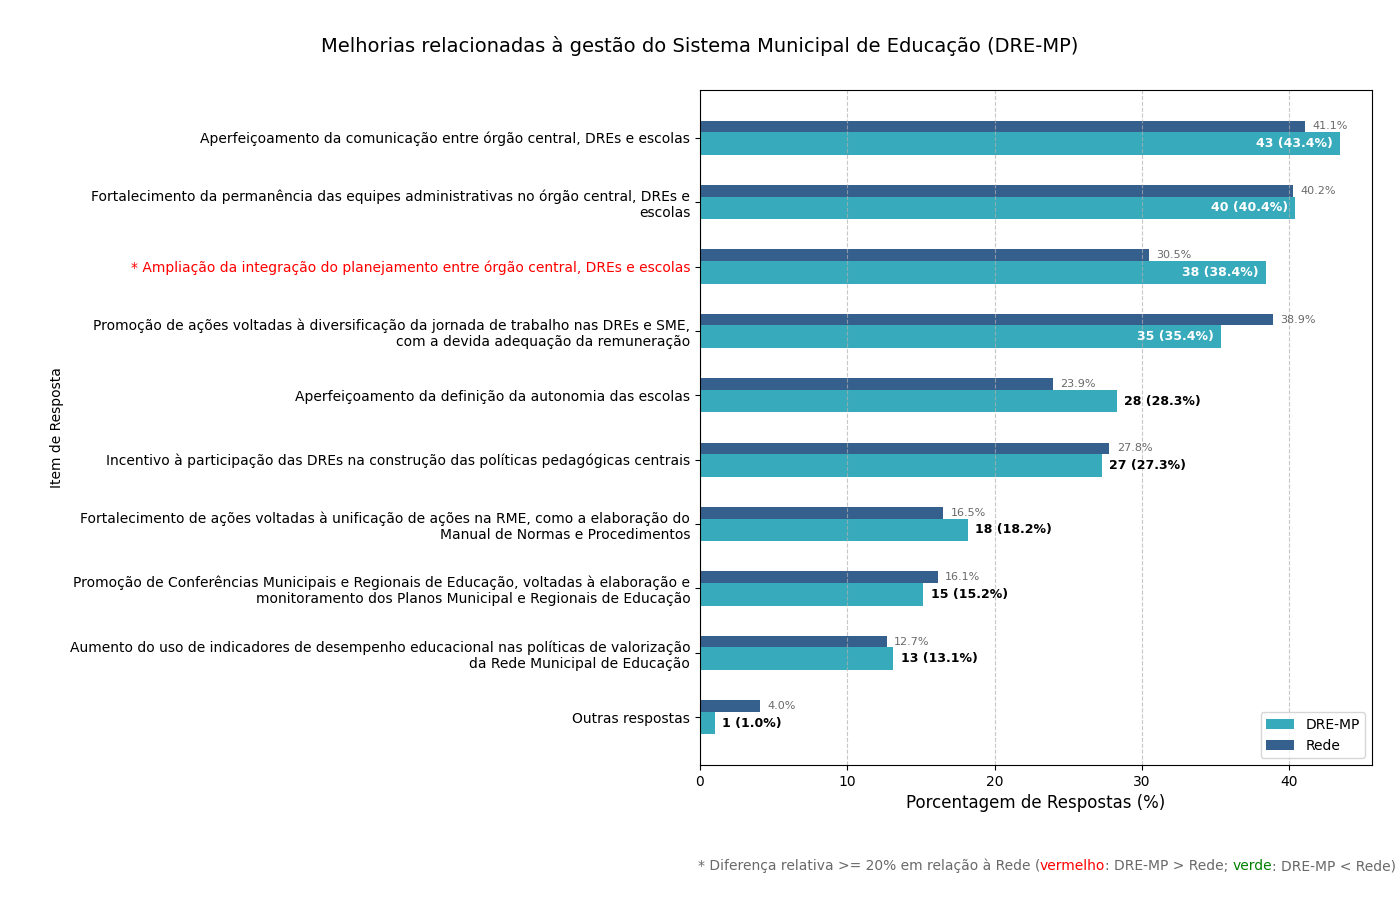 Melhorias relacionadas à gestão do Sistema Municipal de Educação (DRE-MP)
Item de Resposta
Aperfeiçoamento da comunicação entre órgão central, DREs e escolas
41.1%
43 (43.4%)
Fortalecimento da permanência das equipes administrativas no órgão central, DREs e
escolas
40.2%
40 (40.4%)
* Ampliação da integração do planejamento entre órgão central, DREs e escolas
30.5%
38 (38.4%)
Promoção de ações voltadas à diversificação da jornada de trabalho nas DREs e SME,
com a devida adequação da remuneração
38.9%
35 (35.4%)
Aperfeiçoamento da definição da autonomia das escolas
23.9%
28 (28.3%)
Incentivo à participação das DREs na construção das políticas pedagógicas centrais
27.8%
27 (27.3%)
Fortalecimento de ações voltadas à unificação de ações na RME, como a elaboração do
Manual de Normas e Procedimentos
16.5%
18 (18.2%)
Promoção de Conferências Municipais e Regionais de Educação, voltadas à elaboração e
monitoramento dos Planos Municipal e Regionais de Educação
16.1%
15 (15.2%)
Aumento do uso de indicadores de desempenho educacional nas políticas de valorização
da Rede Municipal de Educação
12.7%
13 (13.1%)
Outras respostas
4.0%
1 (1.0%)
DRE-MP
Rede
0 10 20 30 40
Porcentagem de Respostas (%)
* Diferença relativa >= 20% em relação à Rede (vermelho: DRE-MP > Rede; verde: DRE-MP < Rede)